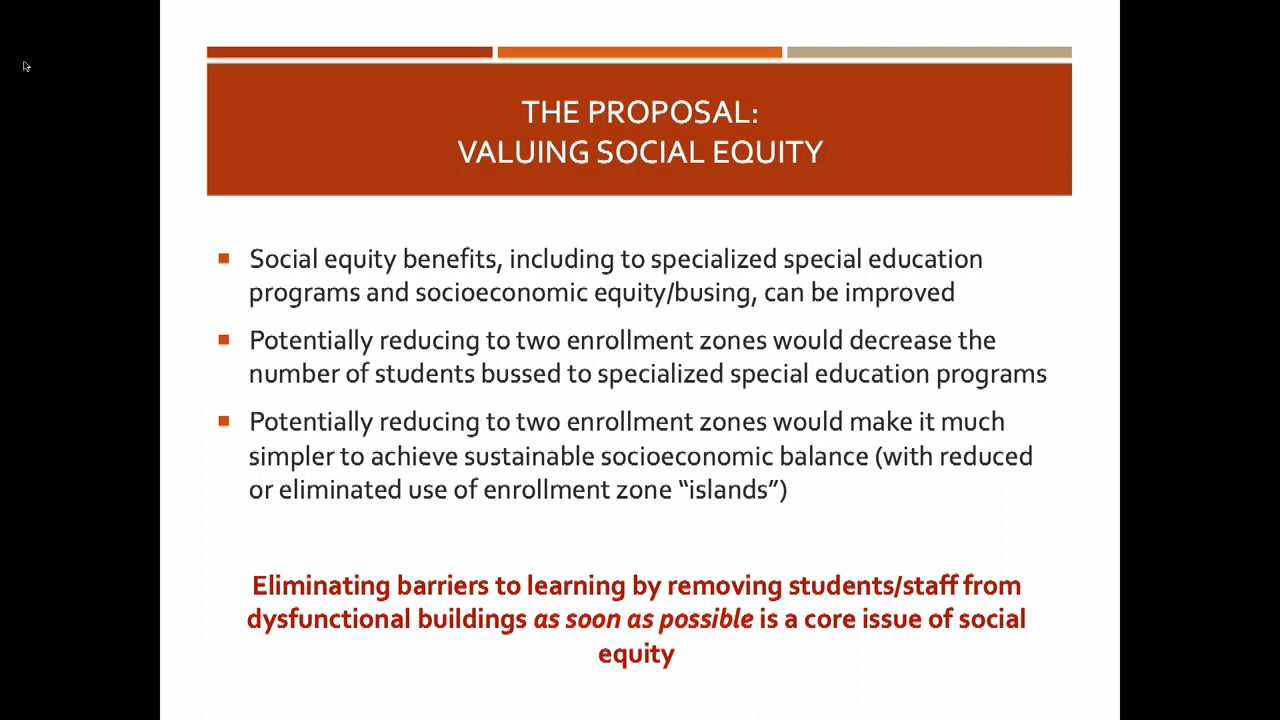 THE PROPOSAL:
VALUING SOCIAL EQUITY
Social equity benefits, including to specialized special education
programs and socioeconomic equity/busing, can be improved
Potentially reducing to two enrollment zones would decrease the
number of students bussed to specialized special education programs
Potentially reducing to two enrollment zones would make it much
simpler to achieve sustainable socioeconomic balance (with reduced
or eliminated use of enrollment zone “islands”)
Eliminating barriers to learning by removing students/staff from
dysfunctional buildings as soon as possible is a core issue of social
equity